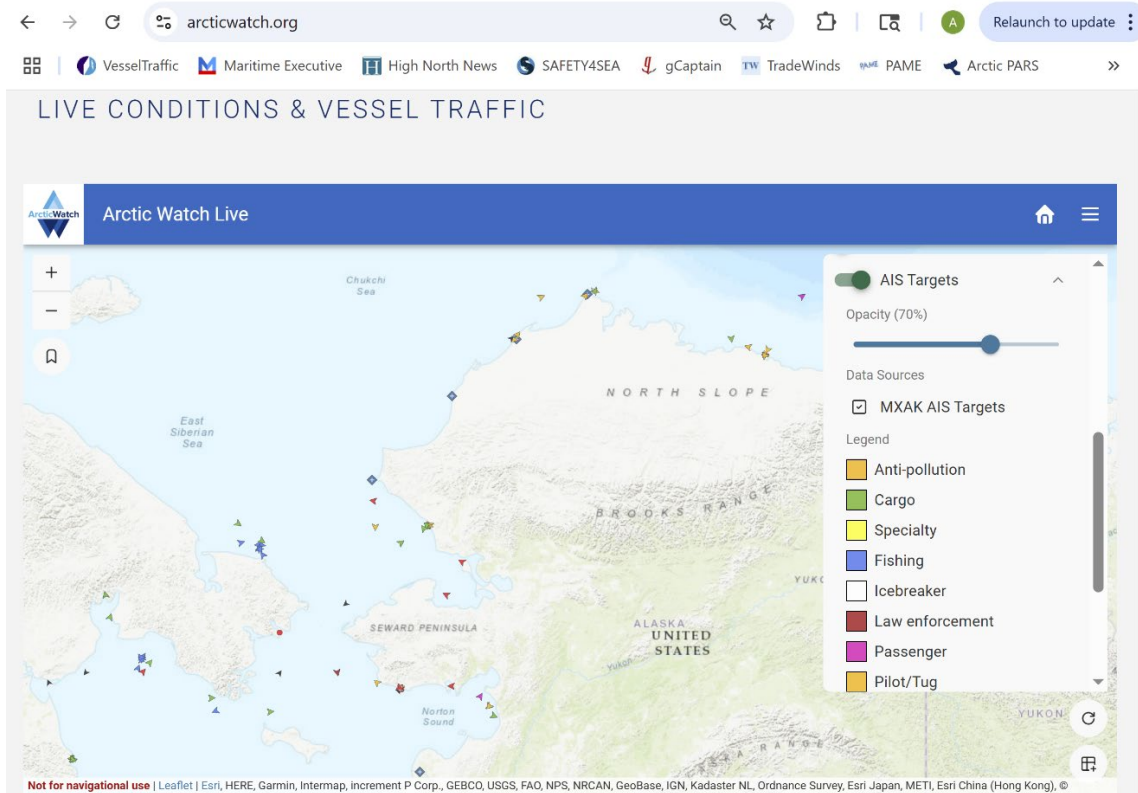 arcticwatch.org
A
Relaunch to update
VesselTraffic
Maritime Executive
High North News
SAFETY4SEA
gCaptain
TW TradeWinds
PAME PAME
Arctic PARS
LIVE CONDITIONS & VESSEL TRAFFIC
ArcticWatch
Arctic Watch Live
+
−
Chukchi
Sea
East
Siberian
Sea
NORTH SLOPE
BROOKS RANGE
SEWARD PENINSULA
ALASKA
UNITED
STATES
Yukon
Norton
Sound
YUKON
AIS Targets
Opacity (70%)
Data Sources
MXAK AIS Targets
Legend
Anti-pollution
Cargo
Specialty
Fishing
Icebreaker
Law enforcement
Passenger
Pilot/Tug
Not for navigational use | Leaflet | Esri, HERE, Garmin, Intermap, increment P Corp., GEBCO, USGS, FAO, NPS, NRCAN, GeoBase, IGN, Kadaster NL, Ordnance Survey, Esri Japan, METI, Esri China (Hong Kong), ©